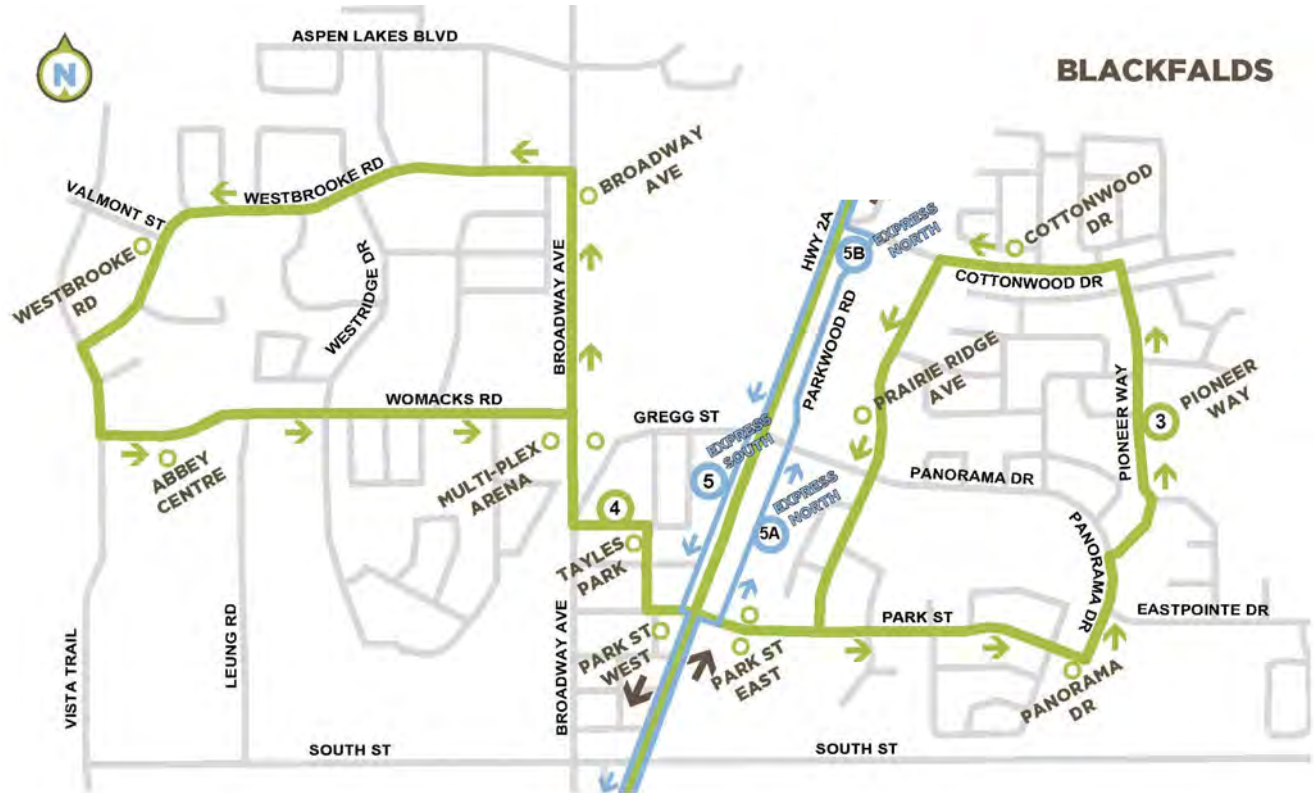 N
ASPEN LAKES BLVD
BLACKFALDS
BROADWAY
AVE
WESTBROOKE RD
VALMONT ST
WESTBROOKE
RD
WESTRIDGE DR
BROADWAY AVE
HWY 2A
5B
EXPRESS
NORTH
COTTONWOOD
DR
COTTONWOOD DR
PARKWOOD RD
PRAIRIE RIDGE
AVE
PIONEER WAY
3
PIONEER
WAY
WOMACKS RD
GREGG ST
ABBEY
CENTRE
MULTI-PLEX
ARENA
EXPRESS
SOUTH
5
PANORAMA DR
4
EXPRESS
NORTH
5A
TAYLES
PARK
PANORAMA DR
EASTPOINTE DR
PARK ST
PARK ST
WEST
PARK ST
EAST
PANORAMA
DR
VISTA TRAIL
LEUNG RD
BROADWAY AVE
SOUTH ST
SOUTH ST